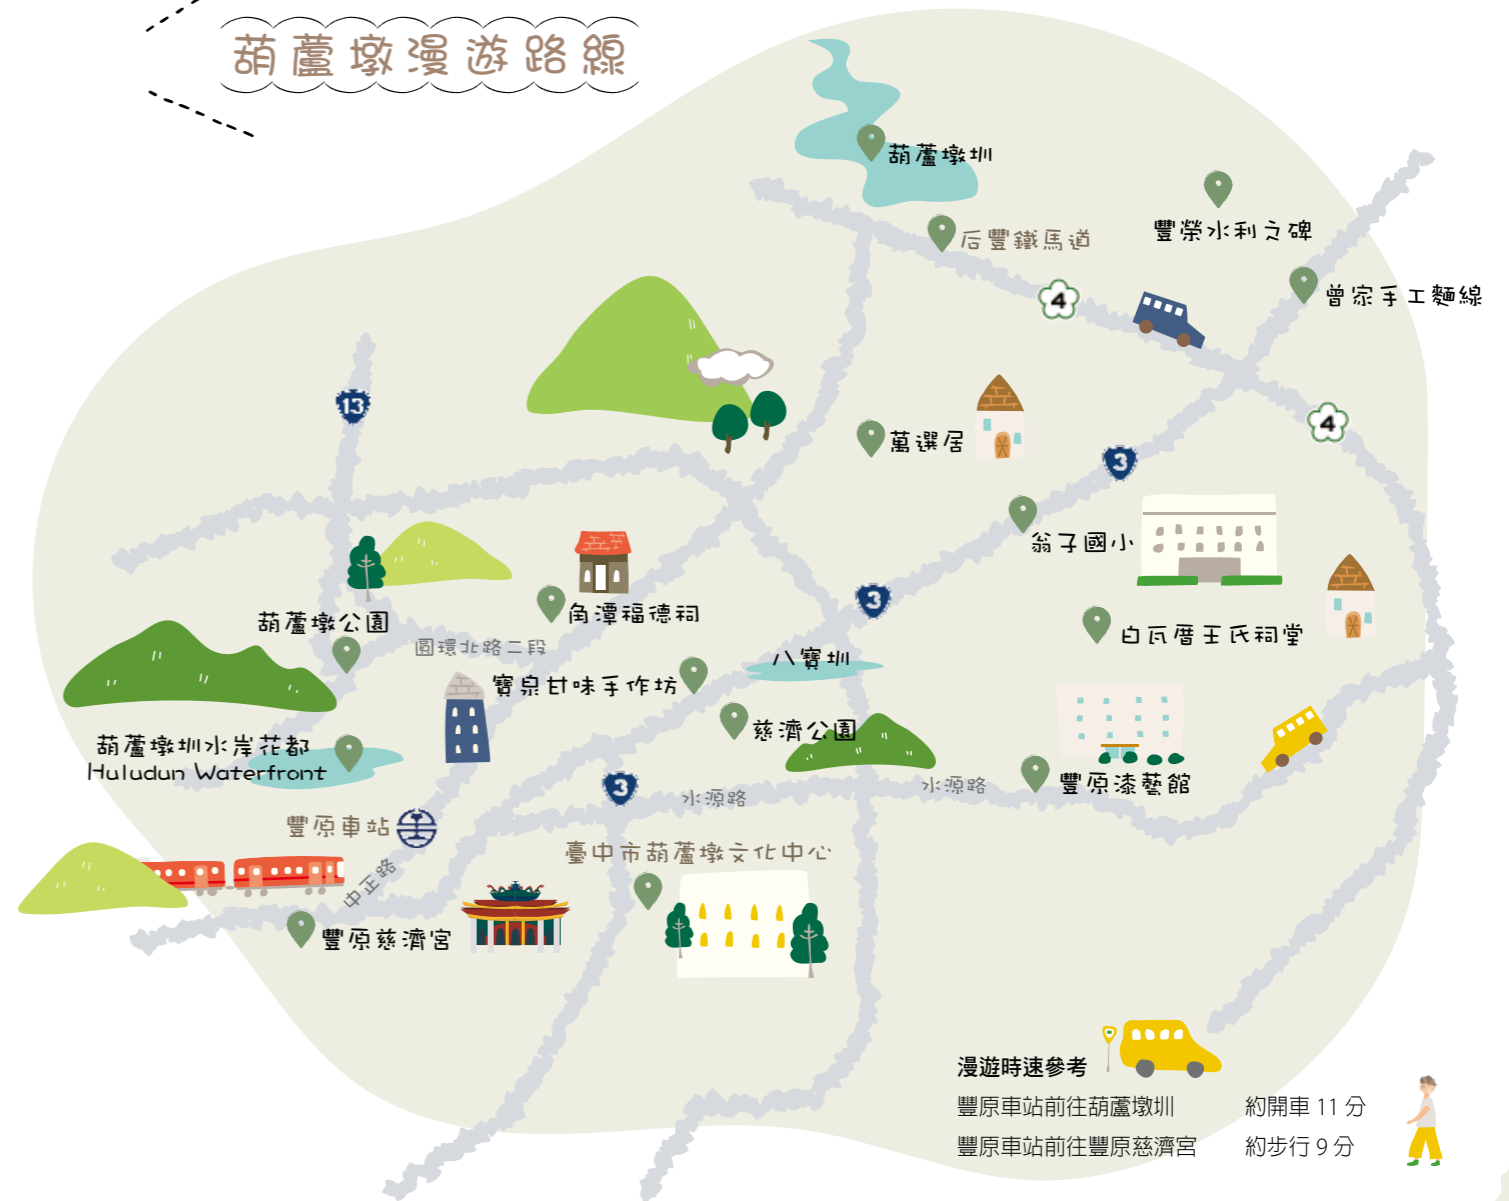 葫蘆墩漫遊路線
葫蘆墩圳
豐榮水利之碑
后豐鐵馬道
曾家手工麵線
4
13
萬選居
4
3
翁子國小
角潭福德祠
3
葫蘆墩公園
白瓦厝王氏祠堂
圓環北路二段
八寶圳
寶泉甘味手作坊
慈濟公園
葫蘆墩圳水岸花都
Huludun Waterfront
豐原漆藝館
3
水源路
水源路
豐原車站
臺中市葫蘆墩文化中心
中正路
豐原慈濟宮
漫遊時速參考
豐原車站前往葫蘆墩圳 約開車 11 分
豐原車站前往豐原慈濟宮 約步行 9 分